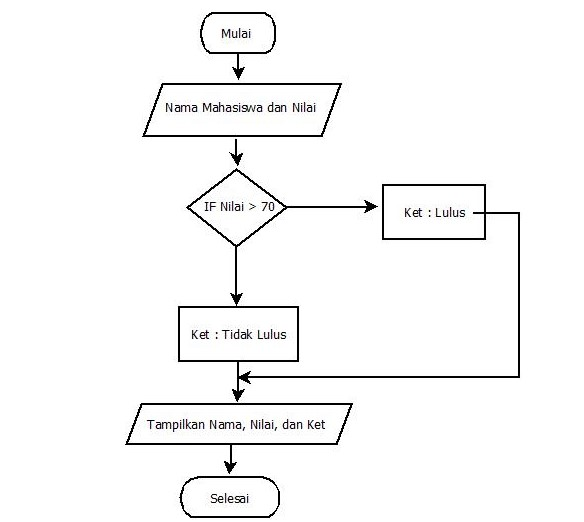 Mulai
Nama Mahasiswa dan Nilai
IF Nilai > 70
Ket : Lulus
Ket : Tidak Lulus
Tampilkan Nama, Nilai, dan Ket
Selesai